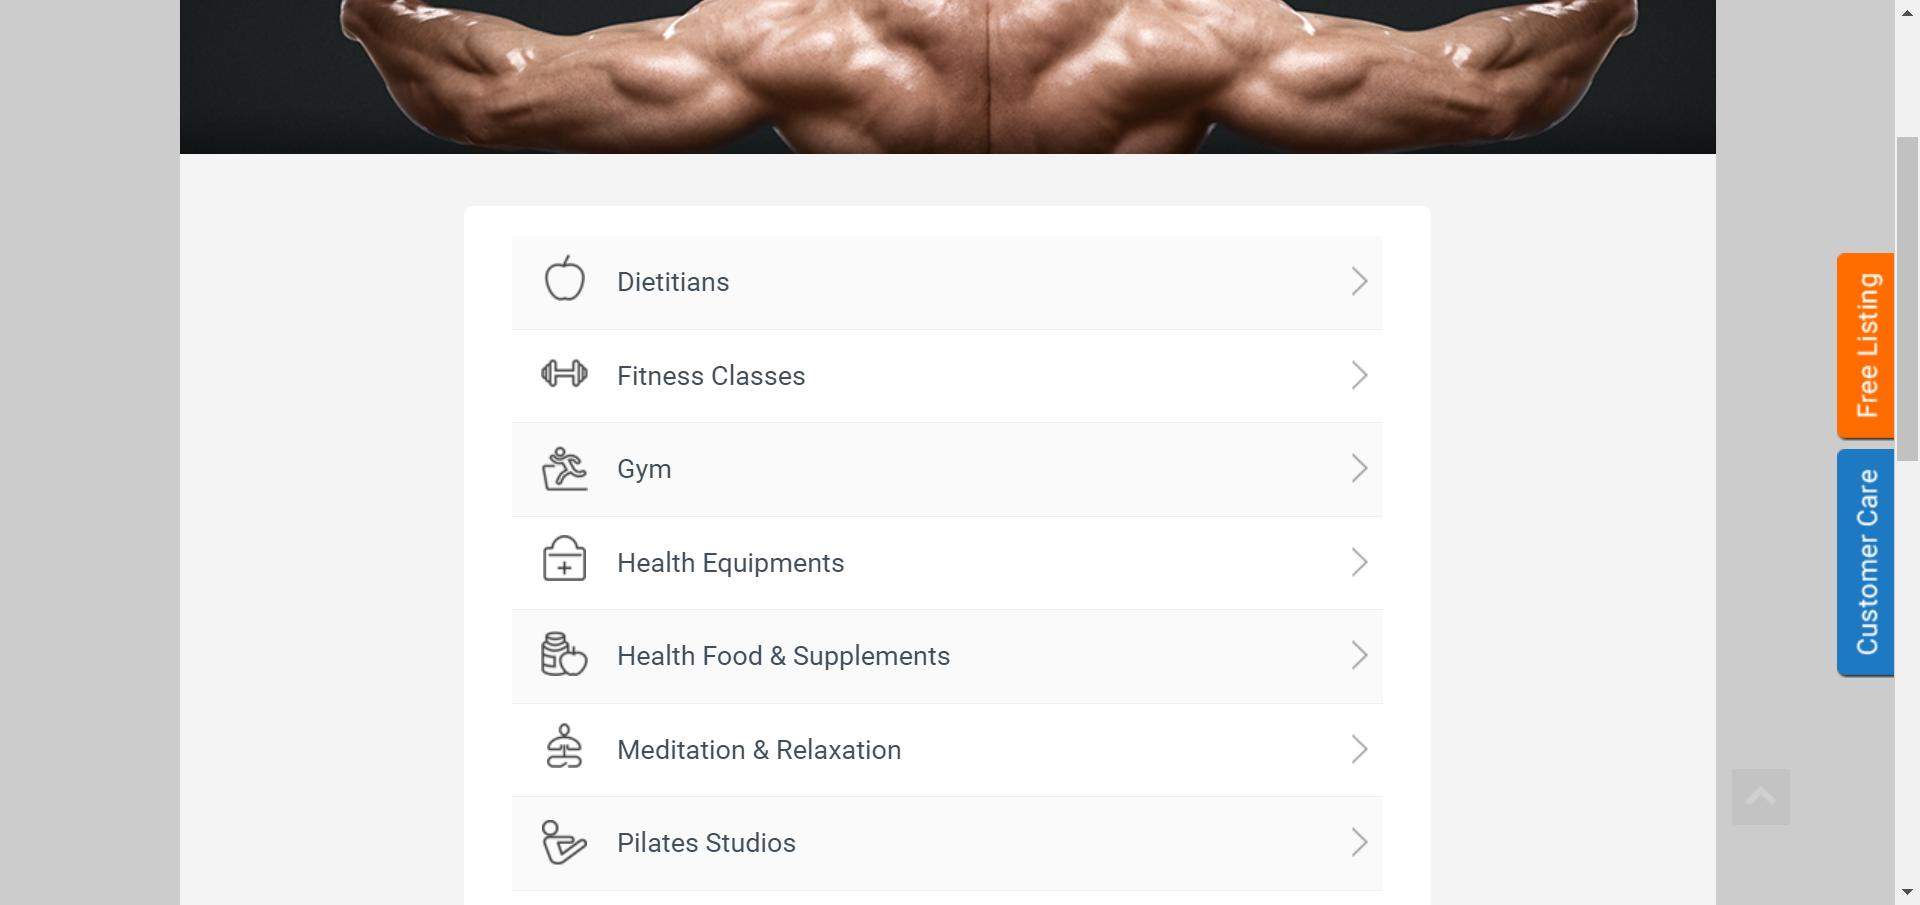 Dietitians
Fitness Classes
Gym
Health Equipments
Health Food & Supplements
Meditation & Relaxation
Pilates Studios
Free Listing
Customer Care